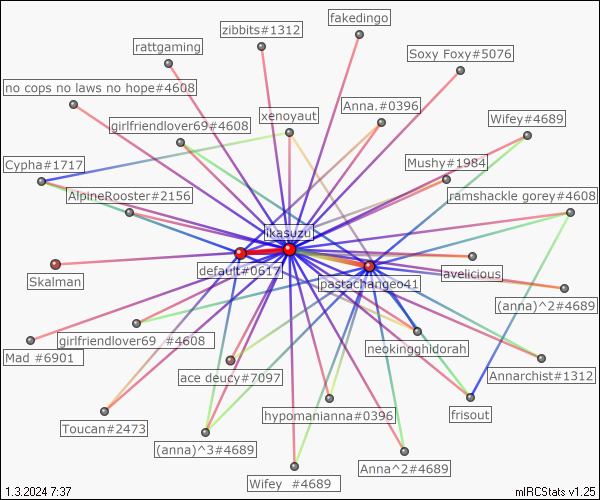 fakedingo
zibbits#1312
rattgaming
Soxy Foxy#5076
no cops no laws no hope#4608
xenoyaut
Anna.#0396
Wifey#4689
girlfriendlover69#4608
Cypha#1717
Mushy#1984
AlpineRooster#2156
ramshackle gorey#4608
ikasuzu
default#0617
avelicious
Skalman
pastachangeo41
(anna)^2#4689
girlfriendlover69 #4608
neokingghidorah
Mad #6901
ace deucy#7097
Annarchist#1312
hypomanianna#0396
frisout
Toucan#2473
(anna)^3#4689
Anna^2#4689
Wifey #4689
1.3.2024 7:37
mIRCStats v1.25